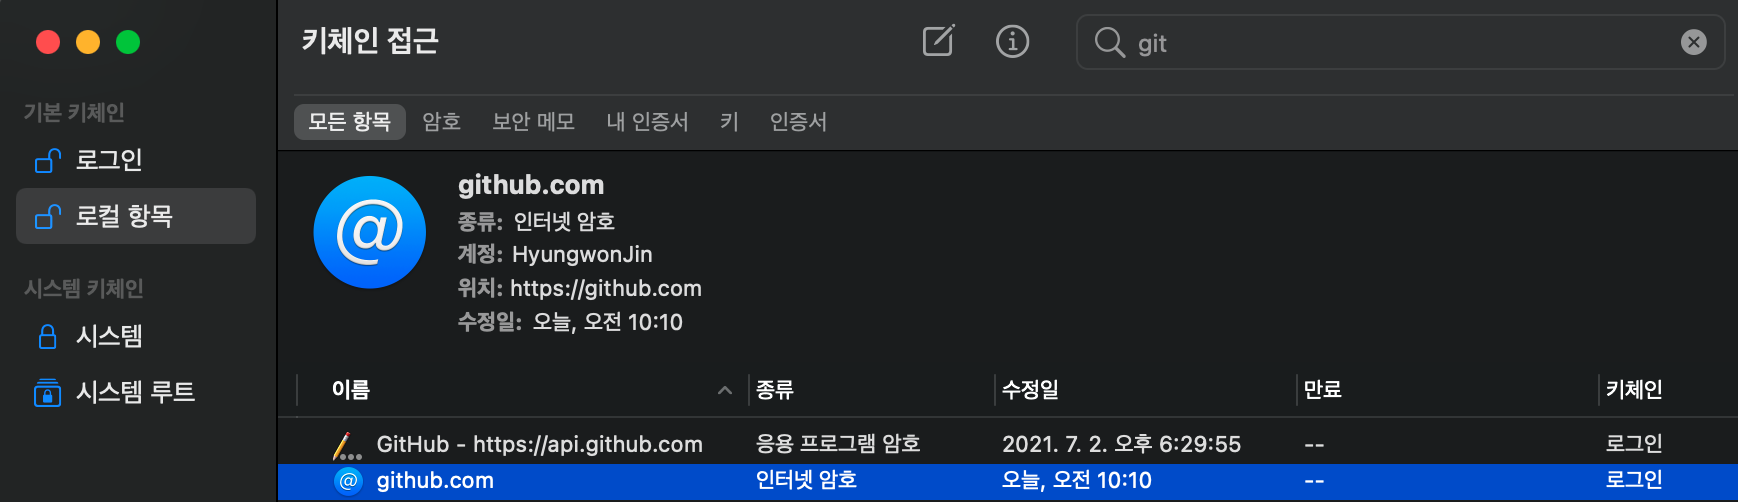 키체인 접근
git
기본 키체인
로그인
로컬 항목
시스템 키체인
시스템
시스템 루트
모든 항목 암호 보안 메모 내 인증서 키 인증서
@
github.com
종류: 인터넷 암호
계정: HyungwonJin
위치: https://github.com
수정일: 오늘, 오전 10:10
이름 종류 수정일 만료 키체인
GitHub - https://api.github.com 응용 프로그램 암호 2021. 7. 2. 오후 6:29:55 -- 로그인
@ github.com 인터넷 암호 오늘, 오전 10:10 -- 로그인